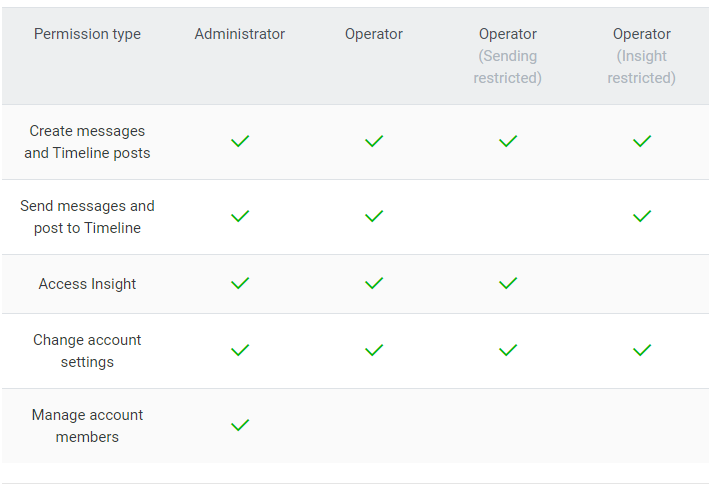 Permission type
Administrator
Operator
Operator
(Sending
restricted)
Operator
(Insight
restricted)
Create messages
and Timeline posts
Send messages and
post to Timeline
Access Insight
Change account
settings
Manage account
members